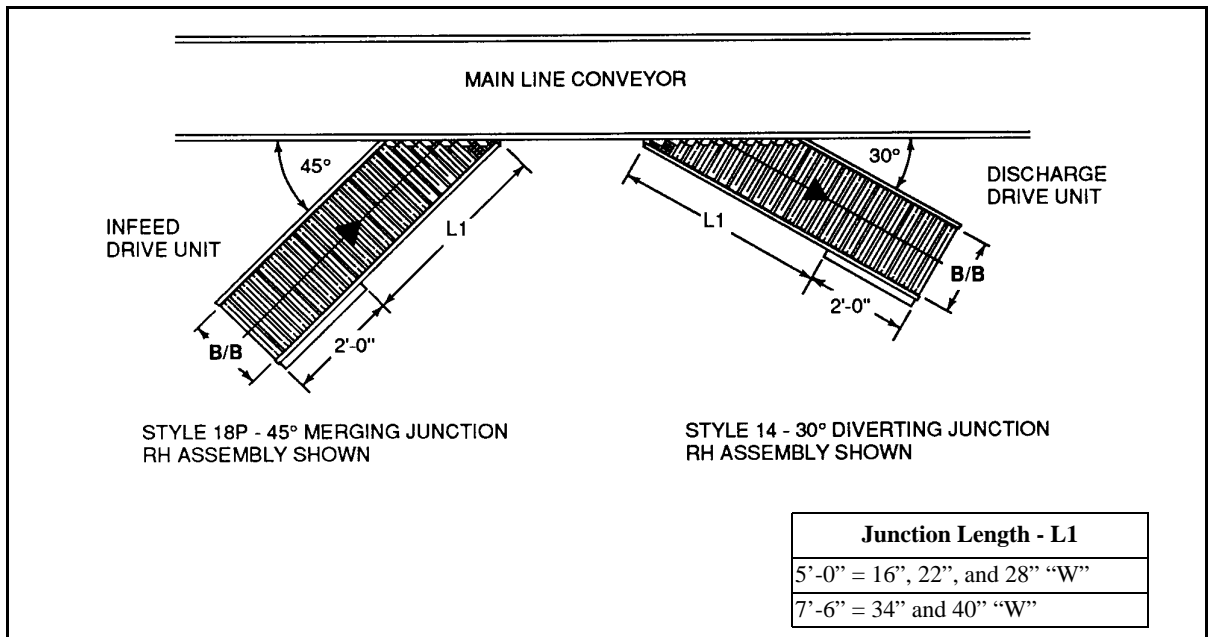 MAIN LINE CONVEYOR
45°
30°
INFEED
DRIVE UNIT
DISCHARGE
DRIVE UNIT
L1
L1
B/B
2'-0"
B/B
2'-0"
STYLE 18P - 45° MERGING JUNCTION
RH ASSEMBLY SHOWN
STYLE 14 - 30° DIVERTING JUNCTION
RH ASSEMBLY SHOWN
Junction Length - L1
5’-0” = 16”, 22”, and 28” “W”
7’-6” = 34” and 40” “W”